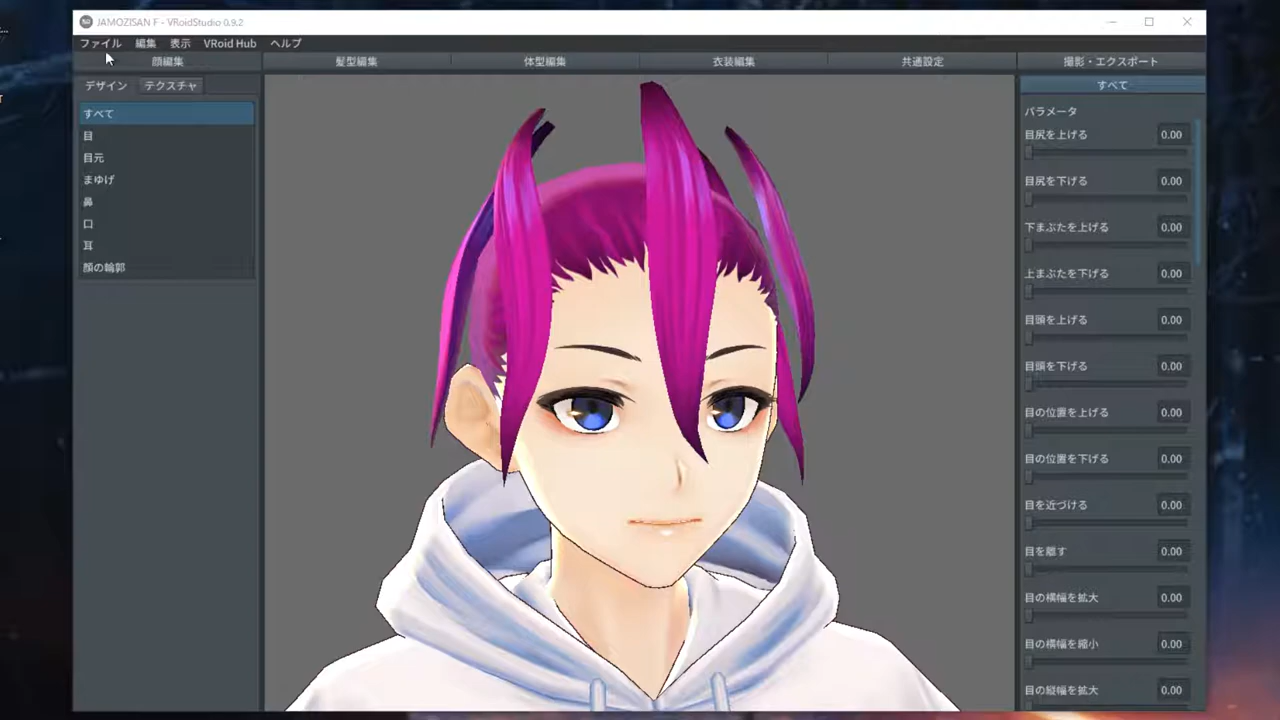 JAMOZISAN F - VRoidStudio 0.9.2
ファイル 編集 表示 VRoid Hub ヘルプ
顔編集 髪型編集 体型編集 衣装編集 共通設定 撮影・エクスポート
デザイン テクスチャ
すべて
目
目元
まゆげ
鼻
口
耳
顔の輪郭
すべて
パラメータ
目尻を上げる 0.00
目尻を下げる 0.00
下まぶたを上げる 0.00
上まぶたを下げる 0.00
目頭を上げる 0.00
目頭を下げる 0.00
目の位置を上げる 0.00
目の位置を下げる 0.00
目を近づける 0.00
目を離す 0.00
目の横幅を拡大 0.00
目の横幅を縮小 0.00
目の縦幅を拡大 0.00